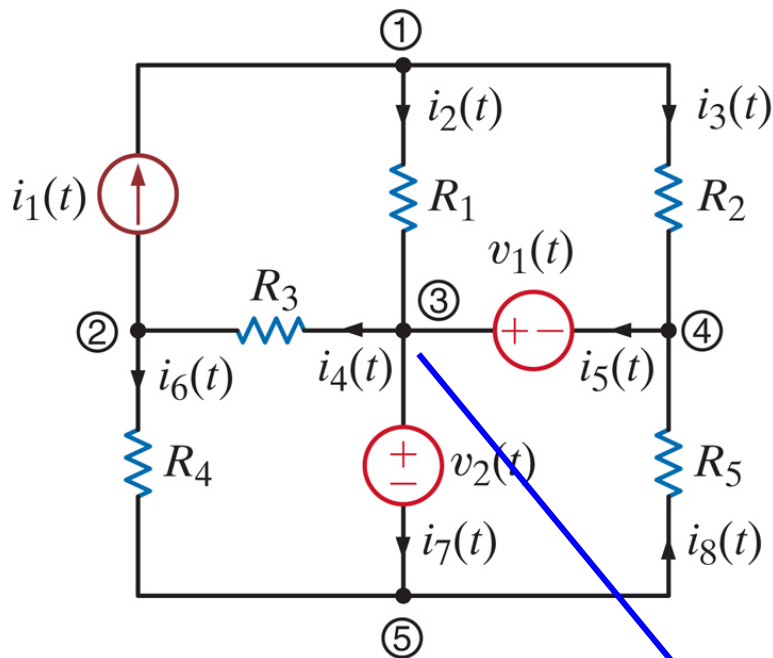 ①
i₂(t)
i₃(t)
i₁(t)
R₁
R₂
v₁(t)
R₃
③
②
+ −
④
i₆(t)
i₄(t)
i₅(t)
R₄
+
−
v₂(t)
R₅
i₇(t)
i₈(t)
⑤